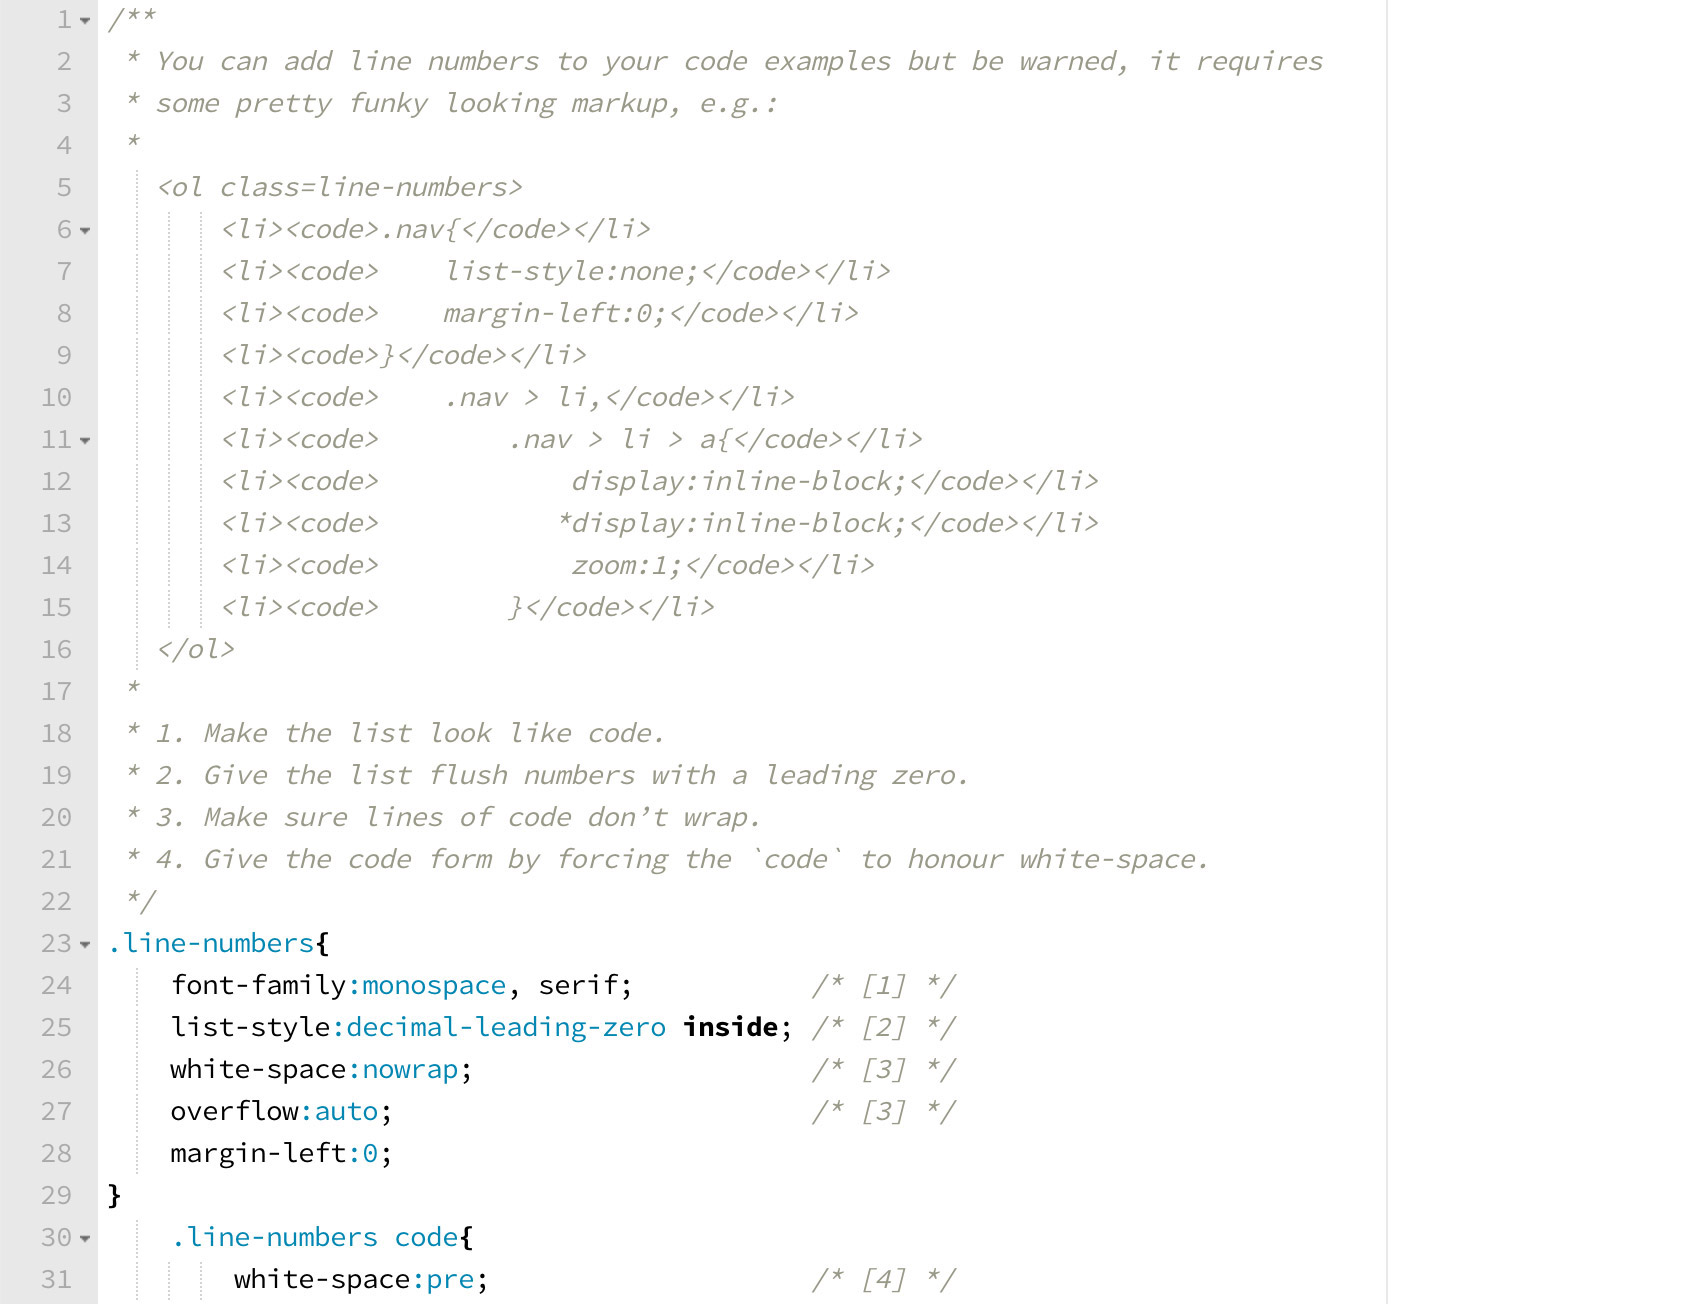 1 /**
2  * You can add line numbers to your code examples but be warned, it requires
3  * some pretty funky looking markup, e.g.:
4  *
5    <ol class=line-numbers>
6        <li><code>.nav{</code></li>
7        <li><code>    list-style:none;</code></li>
8        <li><code>    margin-left:0;</code></li>
9        <li><code>}</code></li>
10        <li><code>    .nav > li,</code></li>
11        <li><code>        .nav > li > a{</code></li>
12        <li><code>            display:inline-block;</code></li>
13        <li><code>           *display:inline-block;</code></li>
14        <li><code>            zoom:1;</code></li>
15        <li><code>        }</code></li>
16    </ol>
17  *
18  * 1. Make the list look like code.
19  * 2. Give the list flush numbers with a leading zero.
20  * 3. Make sure lines of code don’t wrap.
21  * 4. Give the code form by forcing the `code` to honour white-space.
22  */
23 .line-numbers{
24     font-family:monospace, serif;           /* [1] */
25     list-style:decimal-leading-zero inside; /* [2] */
26     white-space:nowrap;                     /* [3] */
27     overflow:auto;                          /* [3] */
28     margin-left:0;
29 }
30     .line-numbers code{
31         white-space:pre;                    /* [4] */